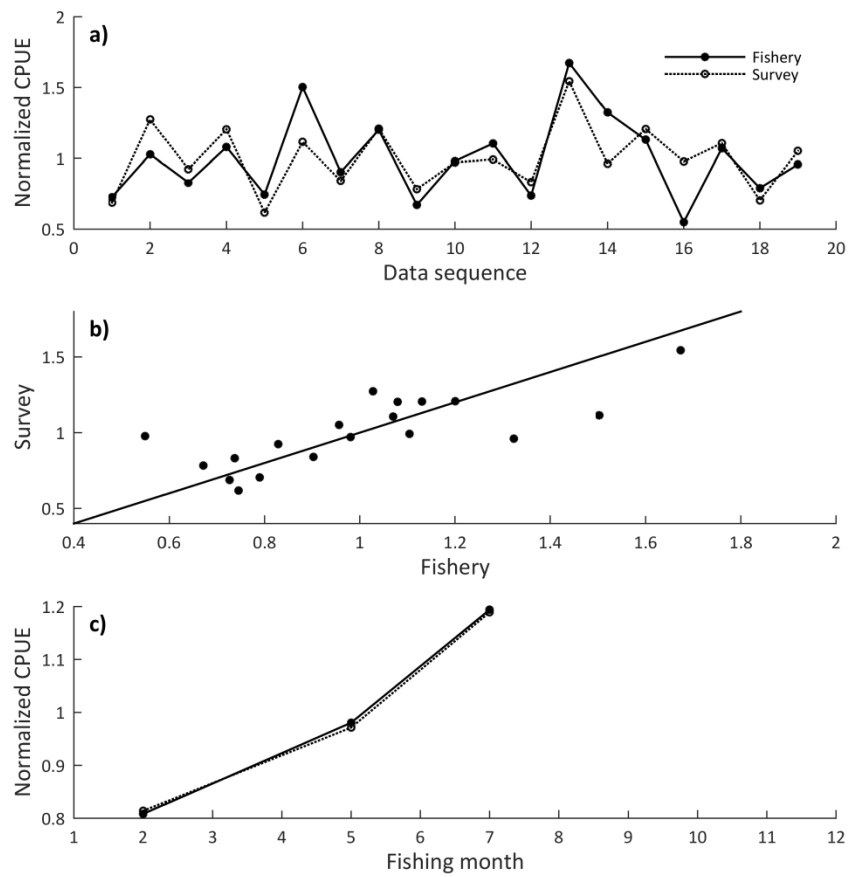 a)
Normalized CPUE
2
1.5
1
0.5
Fishery
Survey
0 2 4 6 8 10 12 14 16 18 20
Data sequence
b)
Survey
1.5
1
0.5
0.4 0.6 0.8 1 1.2 1.4 1.6 1.8 2
Fishery
c)
Normalized CPUE
1.2
1.1
1
0.9
0.8
1 2 3 4 5 6 7 8 9 10 11 12
Fishing month